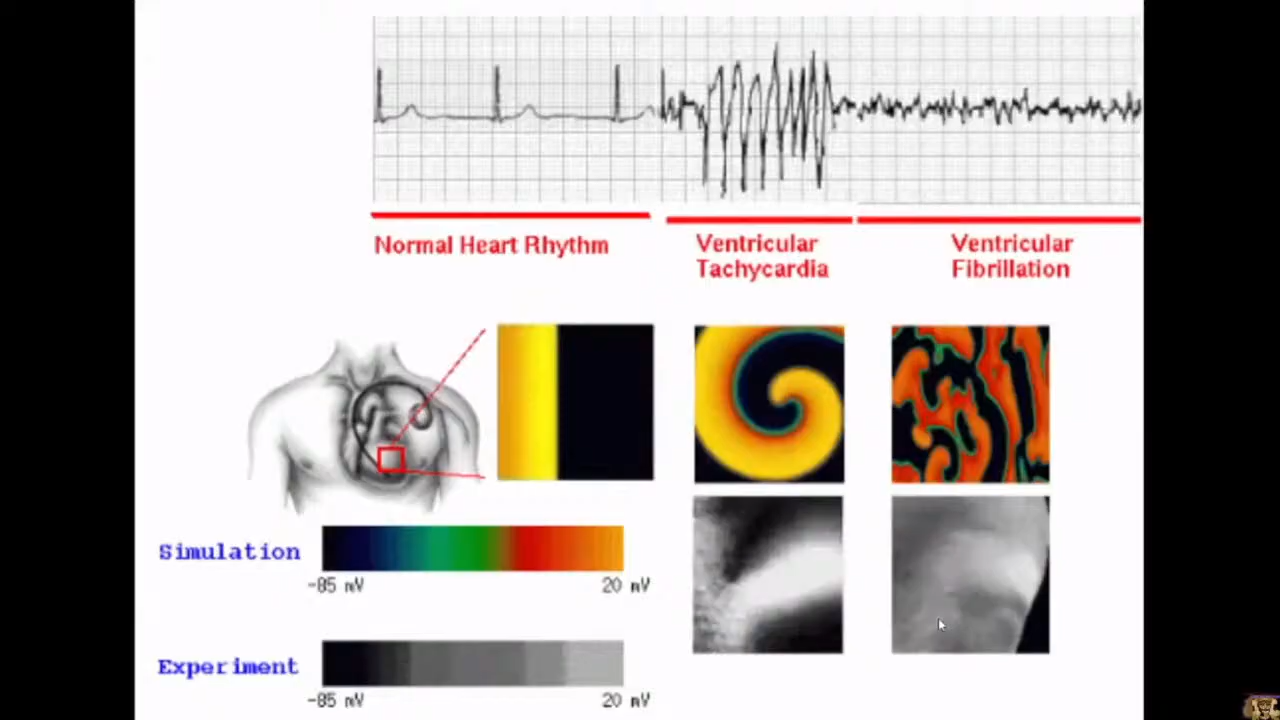 Normal Heart Rhythm
Ventricular
Tachycardia
Ventricular
Fibrillation
Simulation
-85 mV
20 mV
Experiment
-85 mV
20 mV